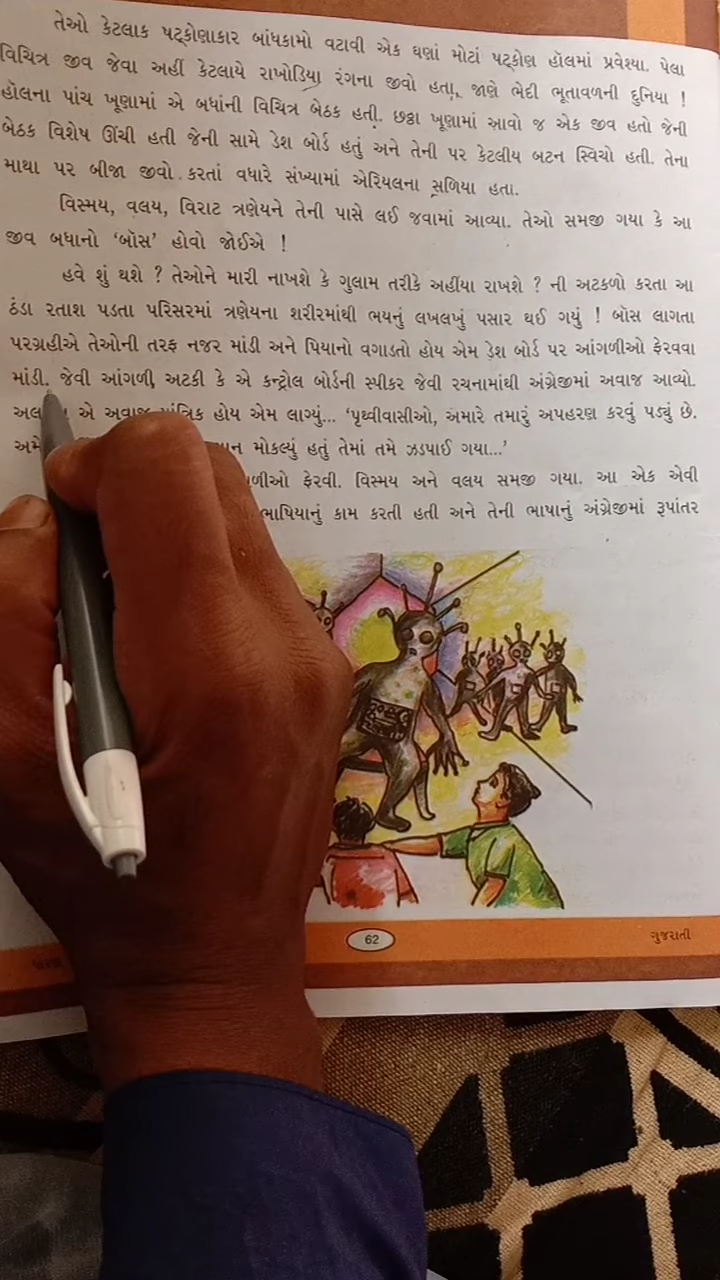 તેઓ કેટલાક ષટ્કોણાકાર બાંધકામો વટાવી એક ઘણાં મોટાં ષટ્કોણ હૉલમાં પ્રવેશ્યા. પેલા
વિચિત્ર જીવ જેવા અહીં કેટલાયે રાખોડિયા રંગના જીવો હતા, જાણે ભેદી ભૂતાવળની દુનિયા !
હૉલના પાંચ ખૂણામાં એ બધાંની વિચિત્ર બેઠક હતી. છઠ્ઠા ખૂણામાં આવો જ એક જીવ હતો જેની
બેઠક વિશેષ ઊંચી હતી જેની સામે ડેશ બોર્ડ હતું અને તેની પર કેટલીય બટન સ્વિચો હતી. તેના
માથા પર બીજા જીવો કરતાં વધારે સંખ્યામાં એરિયલના સળિયા હતા.
વિસ્મય, વલય, વિરાટ ત્રણેયને તેની પાસે લઈ જવામાં આવ્યા. તેઓ સમજી ગયા કે આ
જીવ બધાનો ‘બૉસ’ હોવો જોઈએ !
હવે શું થશે ? તેઓને મારી નાખશે કે ગુલામ તરીકે અહીંયા રાખશે ? ની અટકળો કરતા આ
ઠંડા રતાશ પડતા પરિસરમાં ત્રણેયના શરીરમાંથી ભયનું લખલખું પસાર થઈ ગયું ! બૉસ લાગતા
પરગ્રહીએ તેઓની તરફ નજર માંડી અને પિયાનો વગાડતો હોય એમ ડેશ બોર્ડ પર આંગળીઓ ફેરવવા
માંડી. જેવી આંગળી અટકી કે એ કન્ટ્રોલ બોર્ડની સ્પીકર જેવી રચનામાંથી અંગ્રેજીમાં અવાજ આવ્યો.
એ અવાજ યાંત્રિક હોય એમ લાગ્યું... ‘પૃથ્વીવાસીઓ, અમારે તમારું અપહરણ કરવું પડ્યું છે.
મોકલ્યું હતું તેમાં તમે ઝડપાઈ ગયા...’
ફેરવી. વિસ્મય અને વલય સમજી ગયા. આ એક એવી
કામ કરતી હતી અને તેની ભાષાનું અંગ્રેજીમાં રૂપાંતર
62
ગુજરાતી